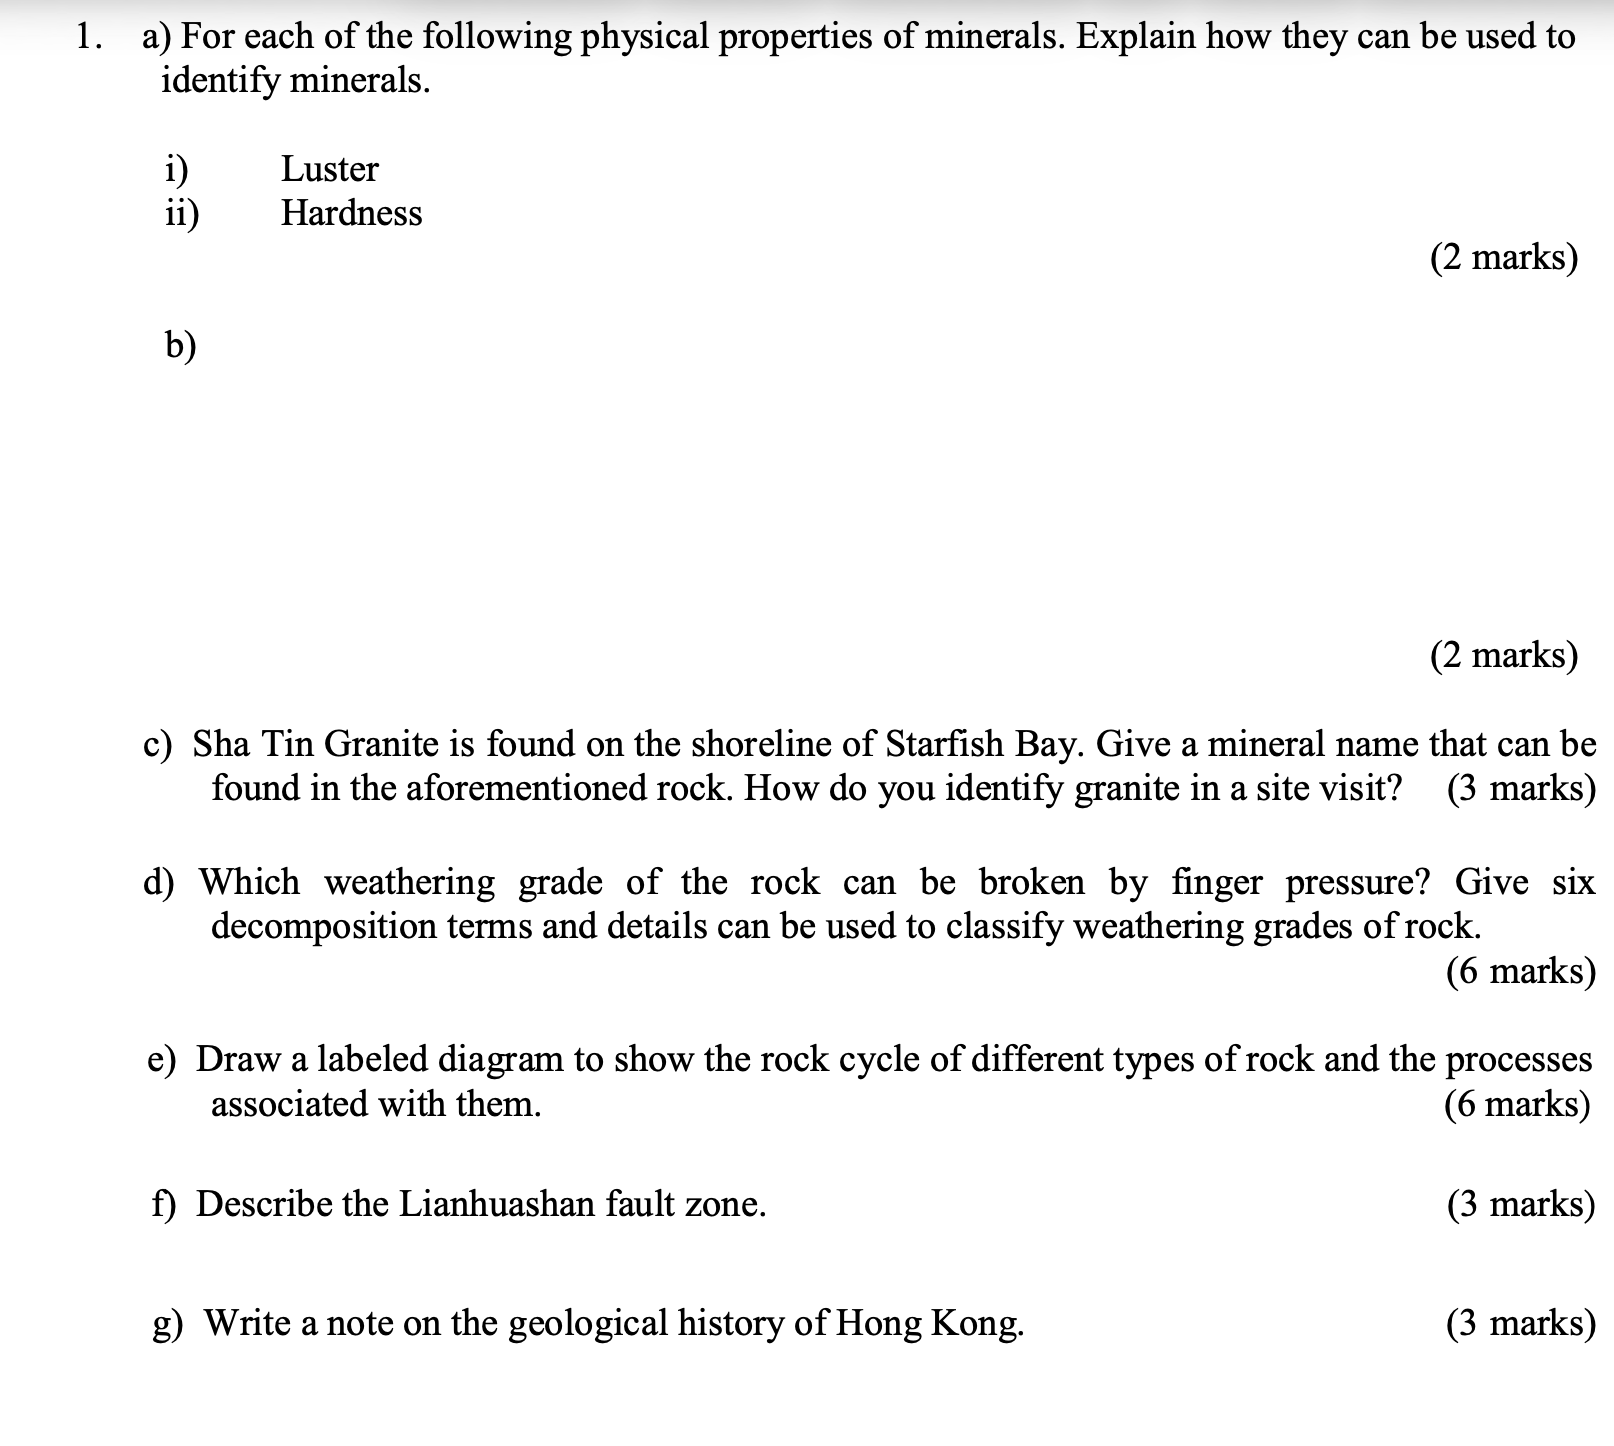 1. a) For each of the following physical properties of minerals. Explain how they can be used to
identify minerals.
i) Luster
ii) Hardness
(2 marks)
b)
(2 marks)
c) Sha Tin Granite is found on the shoreline of Starfish Bay. Give a mineral name that can be
found in the aforementioned rock. How do you identify granite in a site visit? (3 marks)
d) Which weathering grade of the rock can be broken by finger pressure? Give six
decomposition terms and details can be used to classify weathering grades of rock.
(6 marks)
e) Draw a labeled diagram to show the rock cycle of different types of rock and the processes
associated with them. (6 marks)
f) Describe the Lianhuashan fault zone. (3 marks)
g) Write a note on the geological history of Hong Kong. (3 marks)